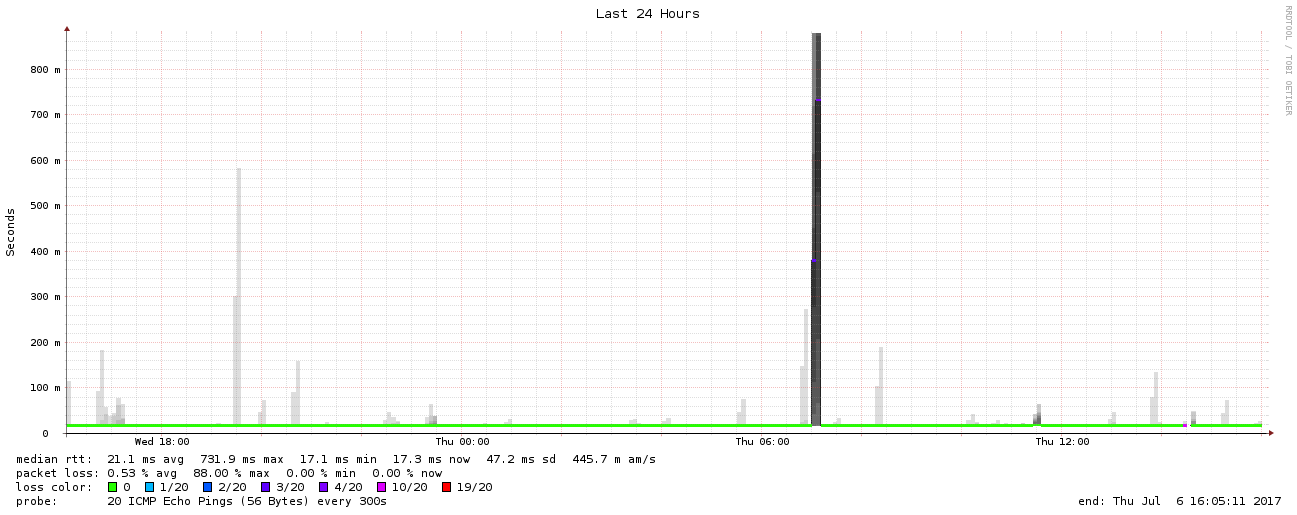 Last 24 Hours
RRDTOOL / TOBI OETIKER
Seconds
800 m
700 m
600 m
500 m
400 m
300 m
200 m
100 m
0
Wed 18:00 Thu 00:00 Thu 06:00 Thu 12:00
median rtt: 21.1 ms avg 731.9 ms max 17.1 ms min 17.3 ms now 47.2 ms sd 445.7 m am/s
packet loss: 0.53 % avg 88.00 % max 0.00 % min 0.00 % now
loss color: 0 1/20 2/20 3/20 4/20 10/20 19/20
probe: 20 ICMP Echo Pings (56 Bytes) every 300s end: Thu Jul 6 16:05:11 2017